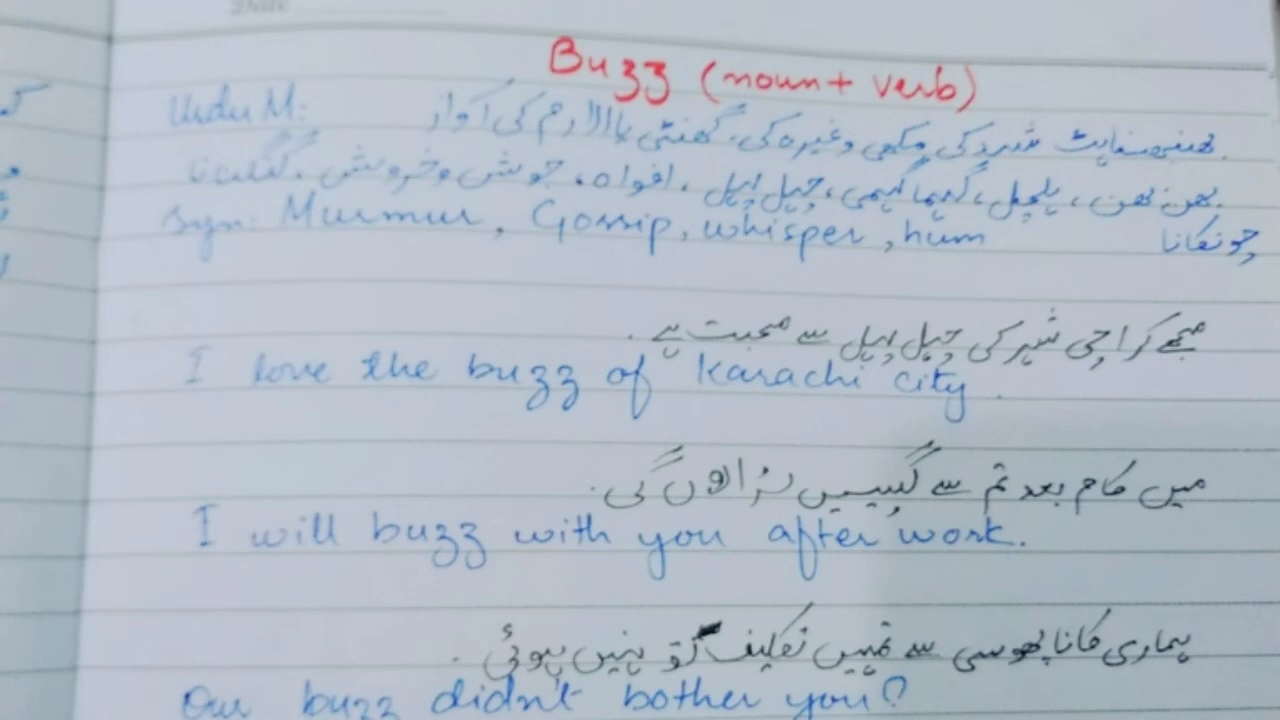 Date
Buzz (noun + verb)
Urdu M: بھنبھناہٹ شہد کی مکھی وغیرہ کی، گھنٹی یا الارم کی آواز
بھن بھن، ہلچل، گہما گہمی، چہل پہل، افواہ، جوش و خروش،
Syn: Murmur, Gossip, whisper, hum چونکانا
مجھے کراچی شہر کی چہل پہل سے محبت ہے.
I love the buzz of Karachi city.
میں کام بعد تم سے گپیں لڑاوں گی.
I will buzz with you after work.
ہماری کانا پھوسی سے تمہیں تکلیف تو نہیں ہوئی.
Our buzz didn't bother you?